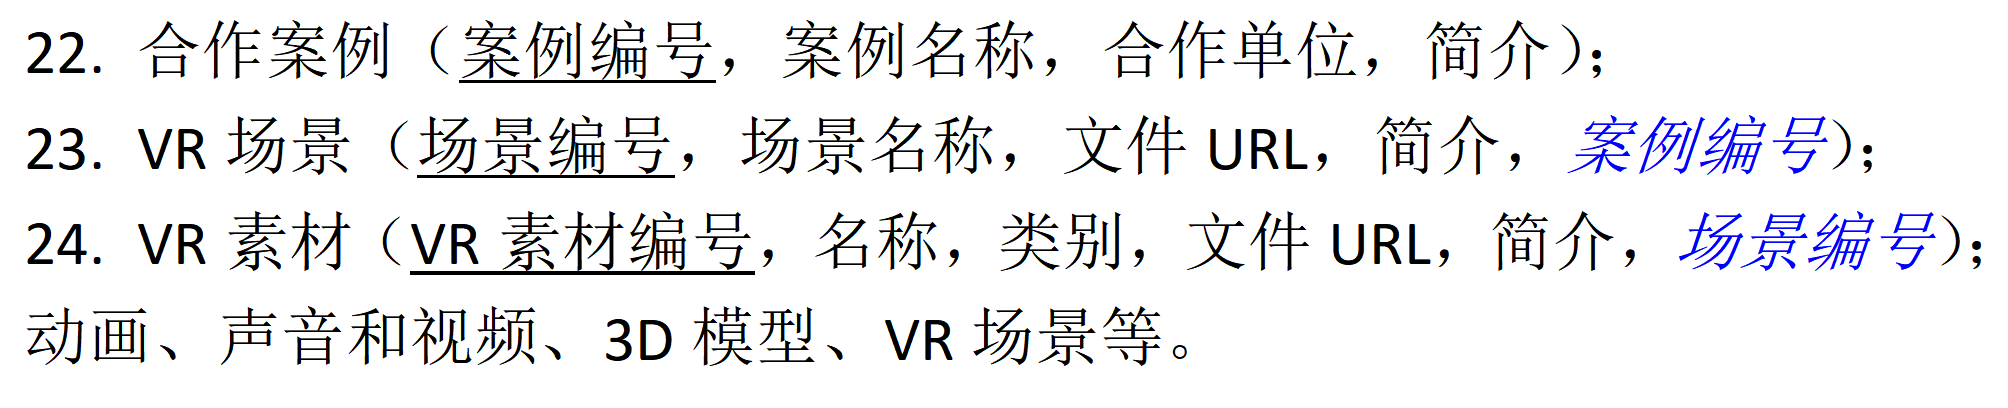 22. 合作案例（案例编号，案例名称，合作单位，简介）；
23. VR 场景（场景编号，场景名称，文件 URL，简介，案例编号）；
24. VR 素材（VR 素材编号，名称，类别，文件 URL，简介，场景编号）；
动画、声音和视频、3D 模型、VR 场景等。